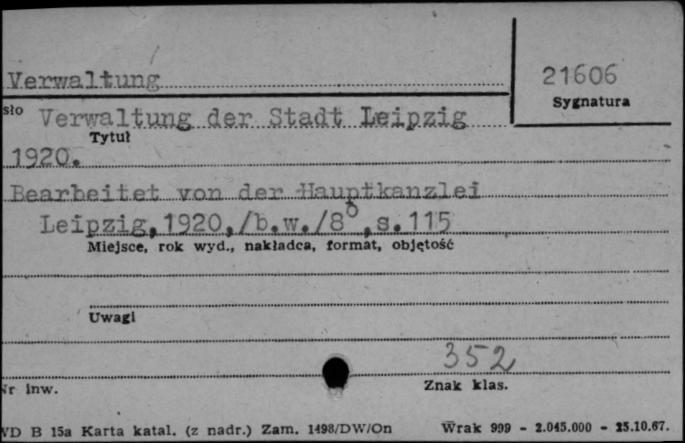 Verwaltung
21606
Sygnatura
sło Verwaltung der Stadt Leipzig
Tytuł
1920.
Bearbeitet von der Hauptkanzlei
Leipzig,1920,/b.w./8°,s.115
Miejsce, rok wyd., nakładca, format, objętość
Uwagi
352
Nr inw.
Znak klas.
WD B 15a Karta katal. (z nadr.) Zam. 1498/DW/On Wrak 999 - 2.045.000 - 25.10.67.